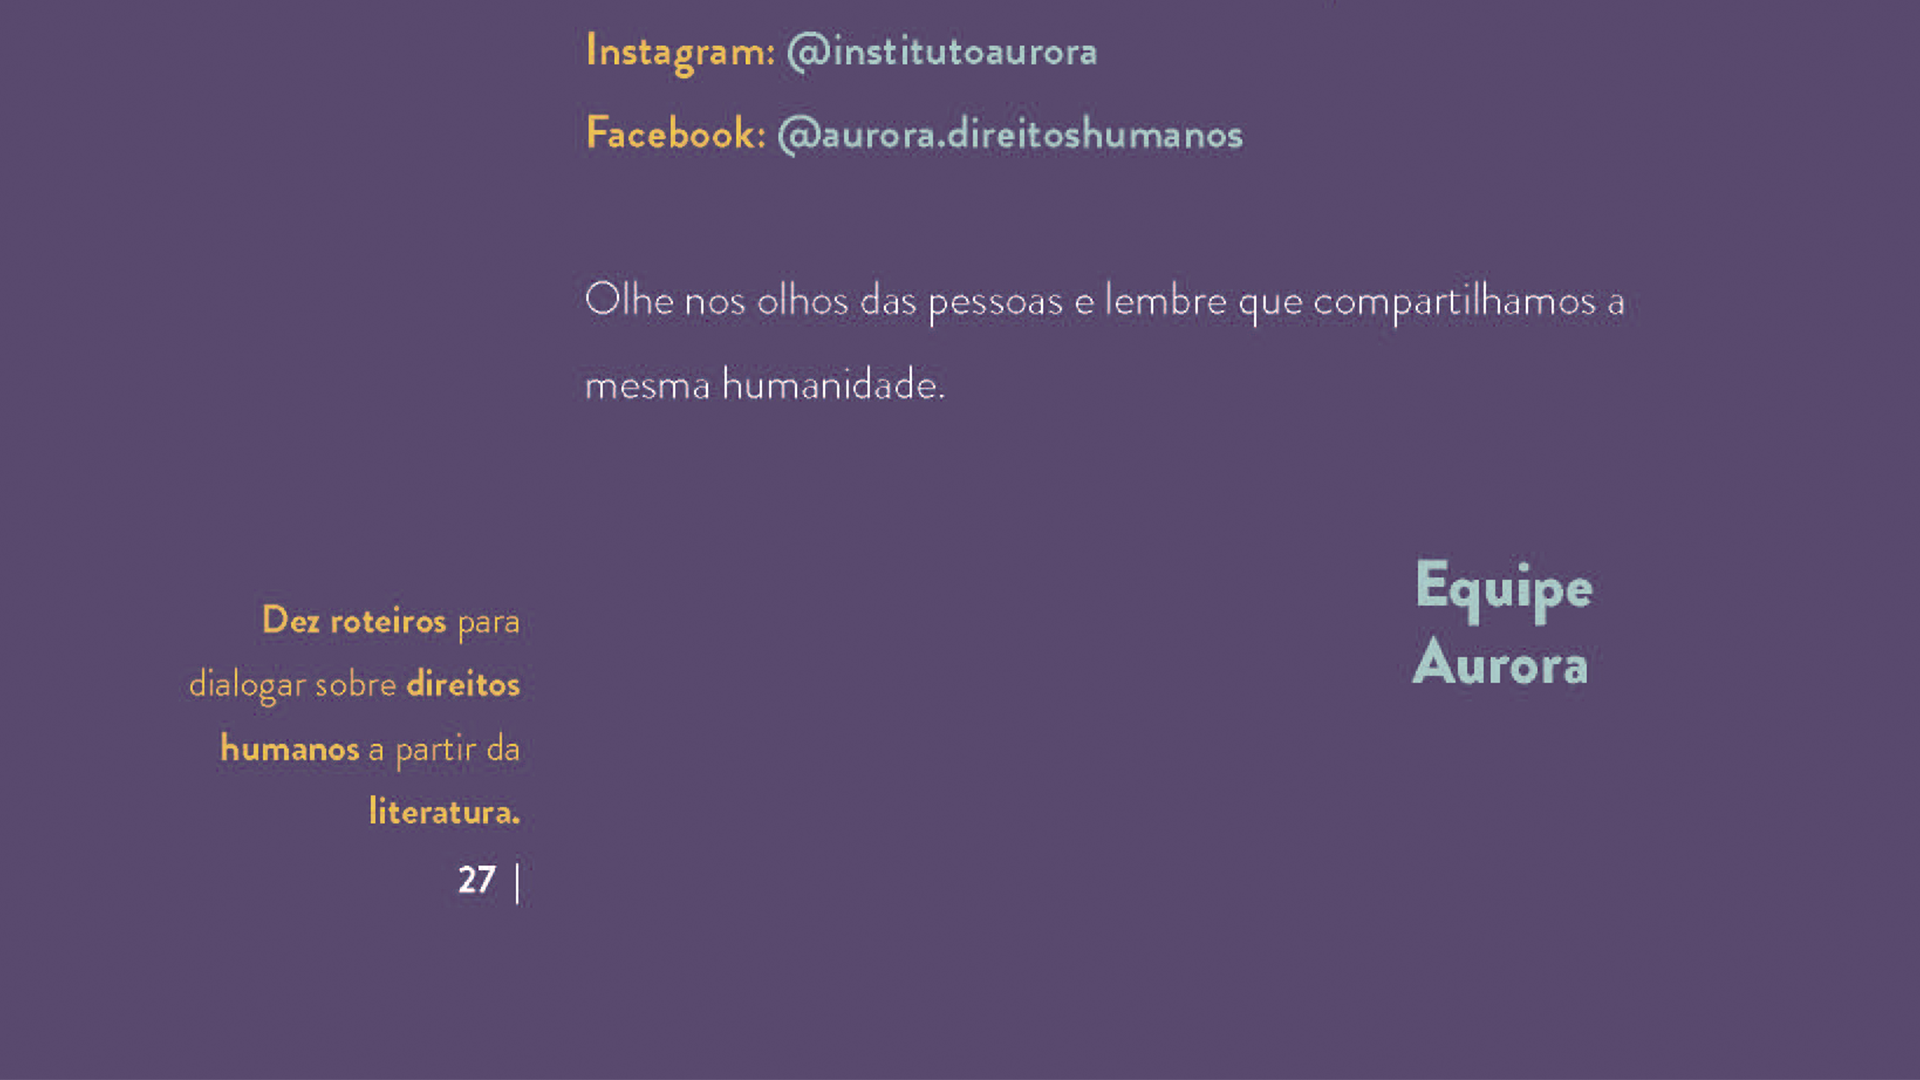 Instagram: @institutoaurora
Facebook: @aurora.direitoshumanos
Olhe nos olhos das pessoas e lembre que compartilhamos a
mesma humanidade.
Equipe
Aurora
Dez roteiros para
dialogar sobre direitos
humanos a partir da
literatura.
27 |